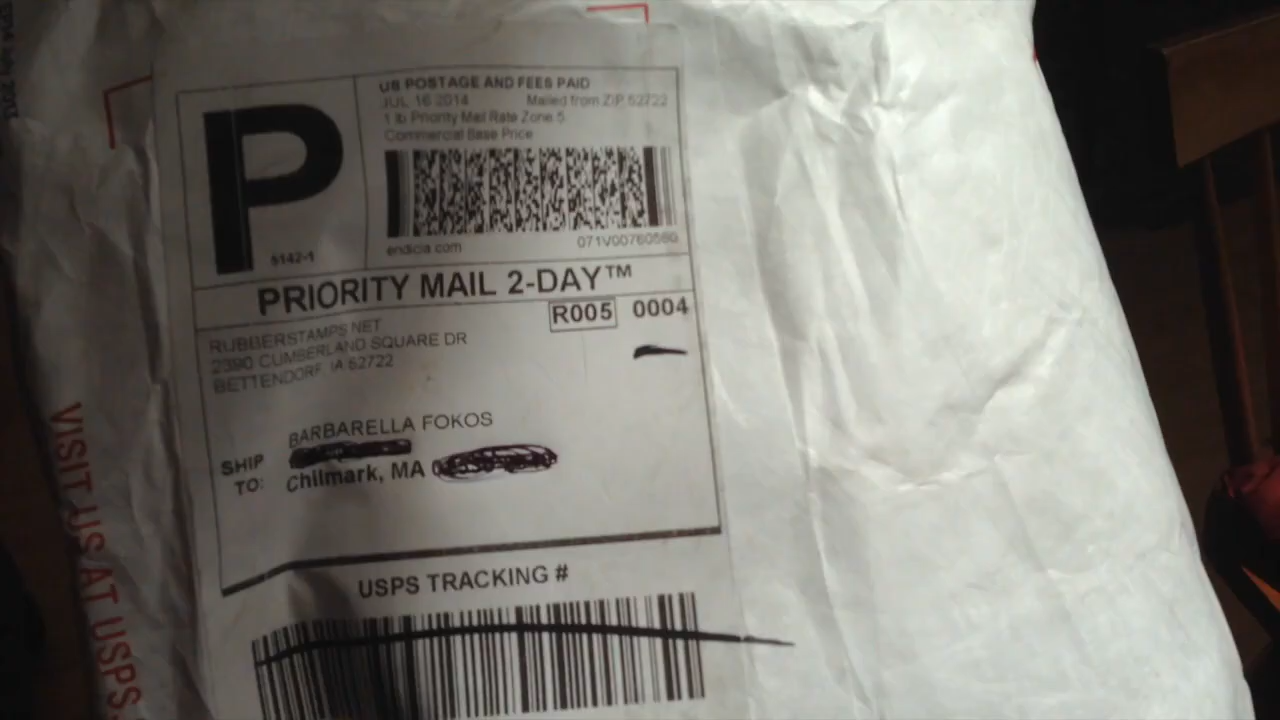 US POSTAGE AND FEES PAID
JUL 16 2014 Mailed from ZIP 52722
1 lb Priority Mail Rate Zone 5
Commercial Base Price
P
endicia.com 071V00760580
PRIORITY MAIL 2-DAY™
R005 0004
RUBBERSTAMPS NET
2390 CUMBERLAND SQUARE DR
BETTENDORF IA 52722
BARBARELLA FOKOS
SHIP TO:
Chilmark, MA 0
USPS TRACKING #
VISIT US AT USPS.